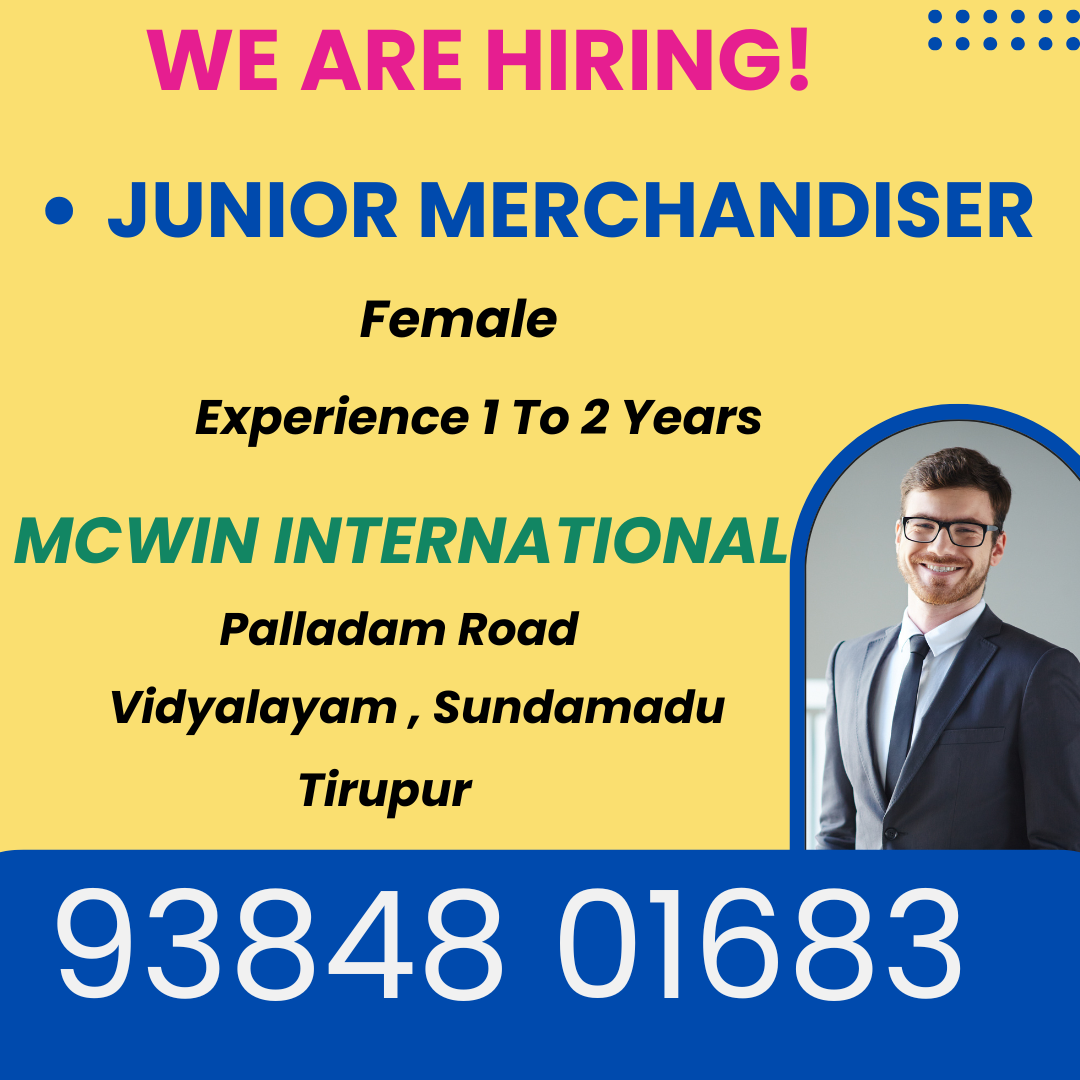 WE ARE HIRING!
• JUNIOR MERCHANDISER
Female
Experience 1 To 2 Years
MCWIN INTERNATIONAL
Palladam Road
Vidyalayam , Sundamadu
Tirupur
93848 01683